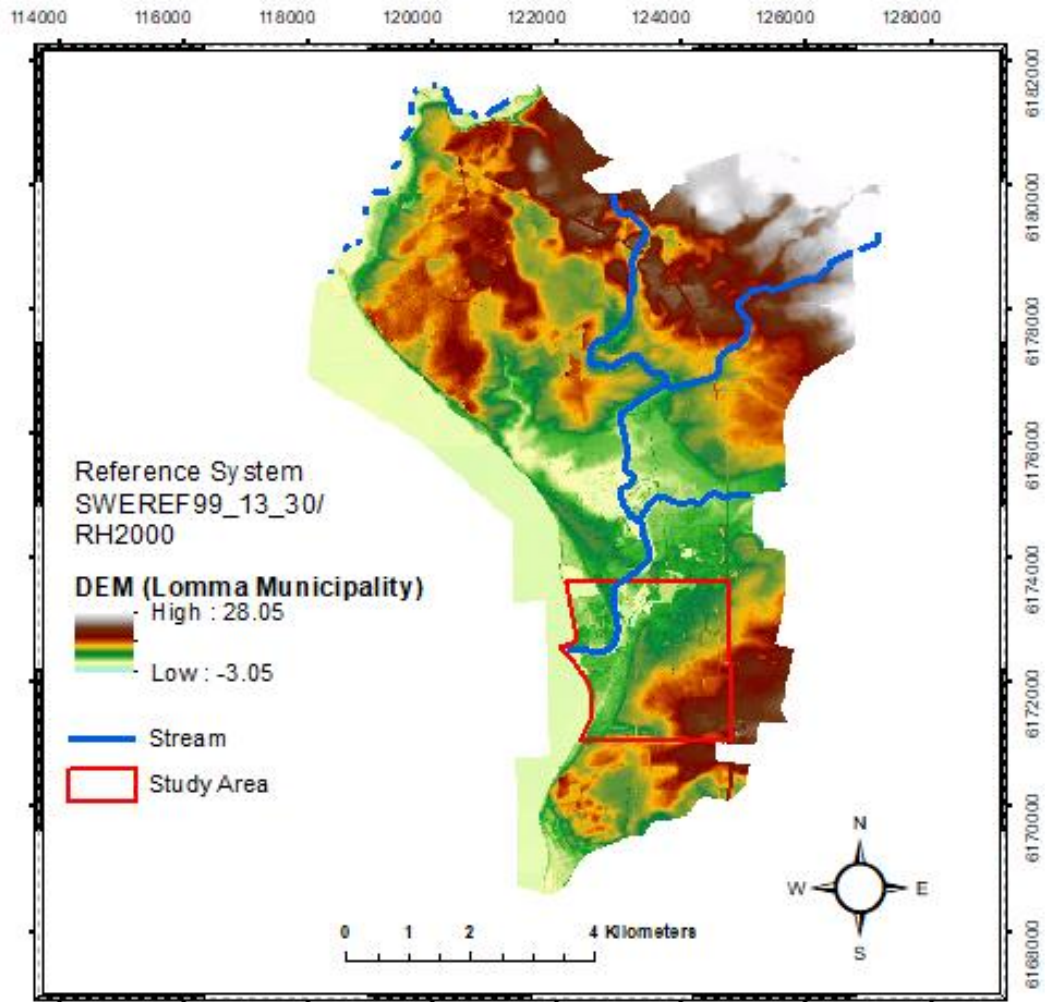 114000 116000 118000 120000 122000 124000 126000 128000
6182000
6180000
6178000
6176000
6174000
6172000
6170000
6168000
Reference System
SWEREF99_13_30/
RH2000
DEM (Lomma Municipality)
High : 28.05
Low : -3.05
Stream
Study Area
N
W E
S
0 1 2 4 Kilometers